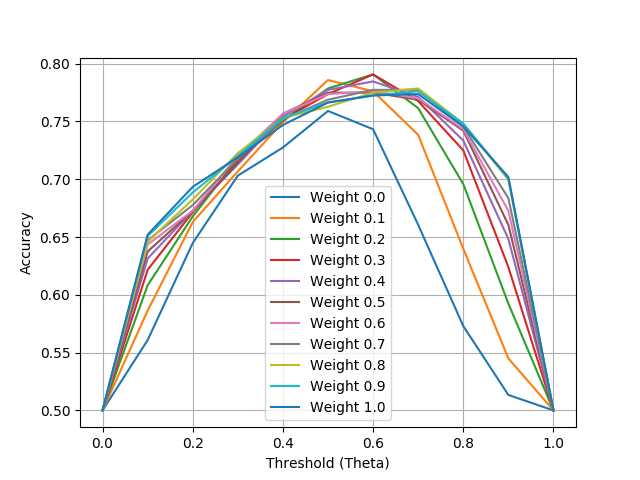 0.80
0.75
0.70
0.65
0.60
0.55
0.50
Accuracy
Weight 0.0
Weight 0.1
Weight 0.2
Weight 0.3
Weight 0.4
Weight 0.5
Weight 0.6
Weight 0.7
Weight 0.8
Weight 0.9
Weight 1.0
0.0 0.2 0.4 0.6 0.8 1.0
Threshold (Theta)